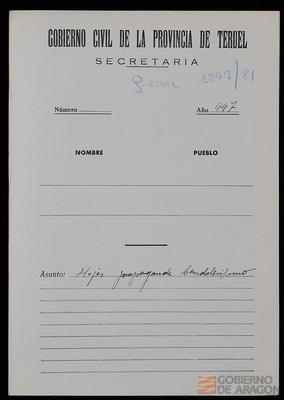 GOBIERNO CIVIL DE LA PROVINCIA DE TERUEL
SECRETARIA
G. CIVIL 1297/81
Número
Año 947
NOMBRE PUEBLO
Asunto: Hojas propaganda bandolerismo
GOBIERNO
DE ARAGON